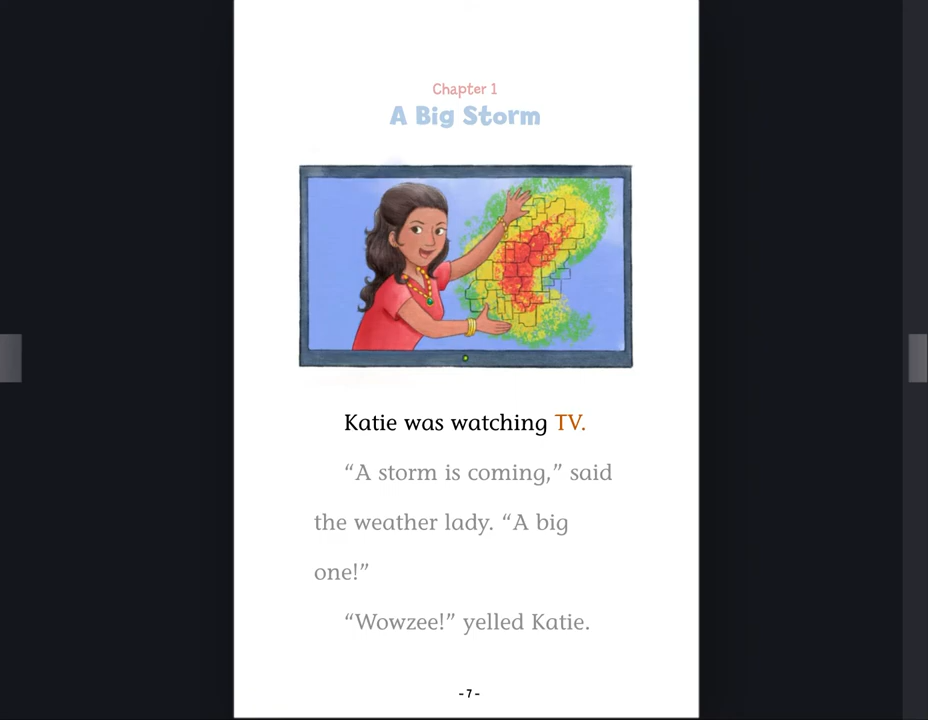 Chapter 1
A Big Storm
Katie was watching TV.
“A storm is coming,” said
the weather lady. “A big
one!”
“Wowzee!” yelled Katie.
-7-